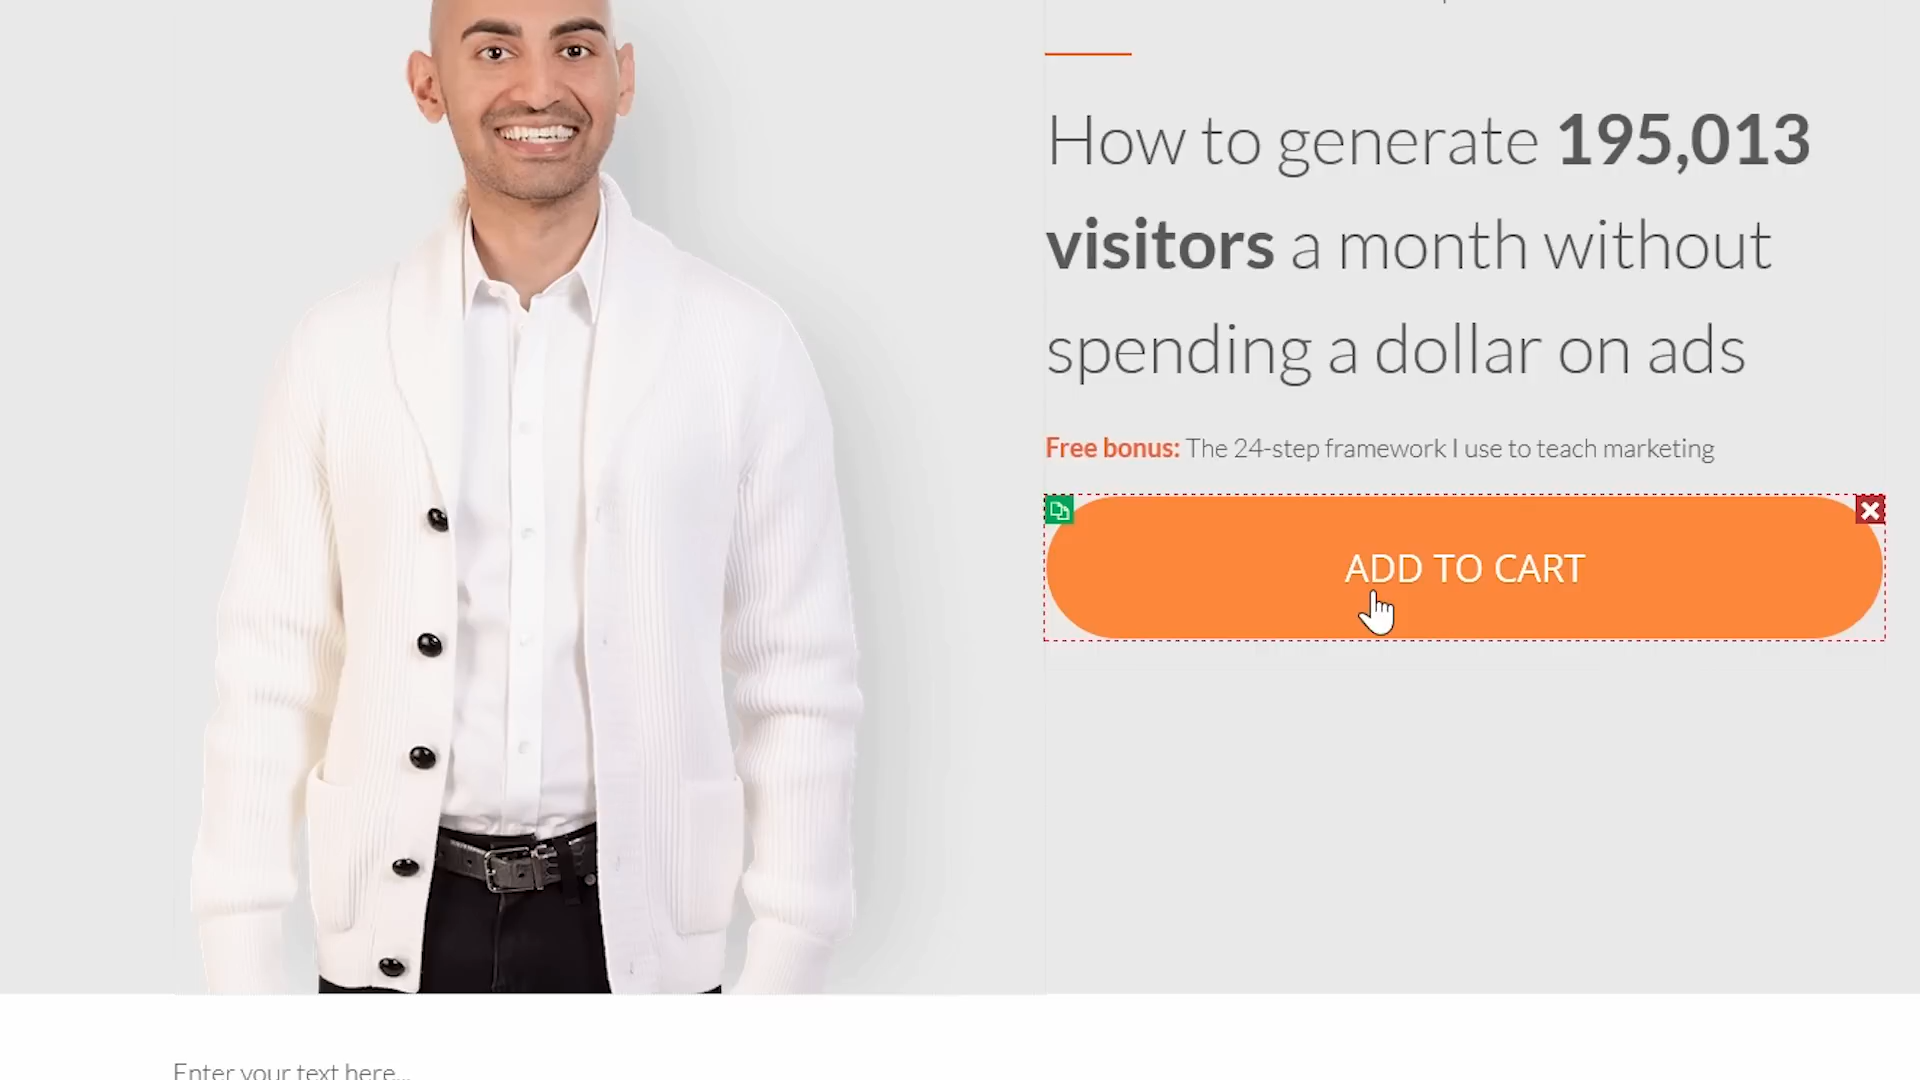 How to generate 195,013
visitors a month without
spending a dollar on ads
Free bonus: The 24-step framework I use to teach marketing
ADD TO CART
Enter your text here...